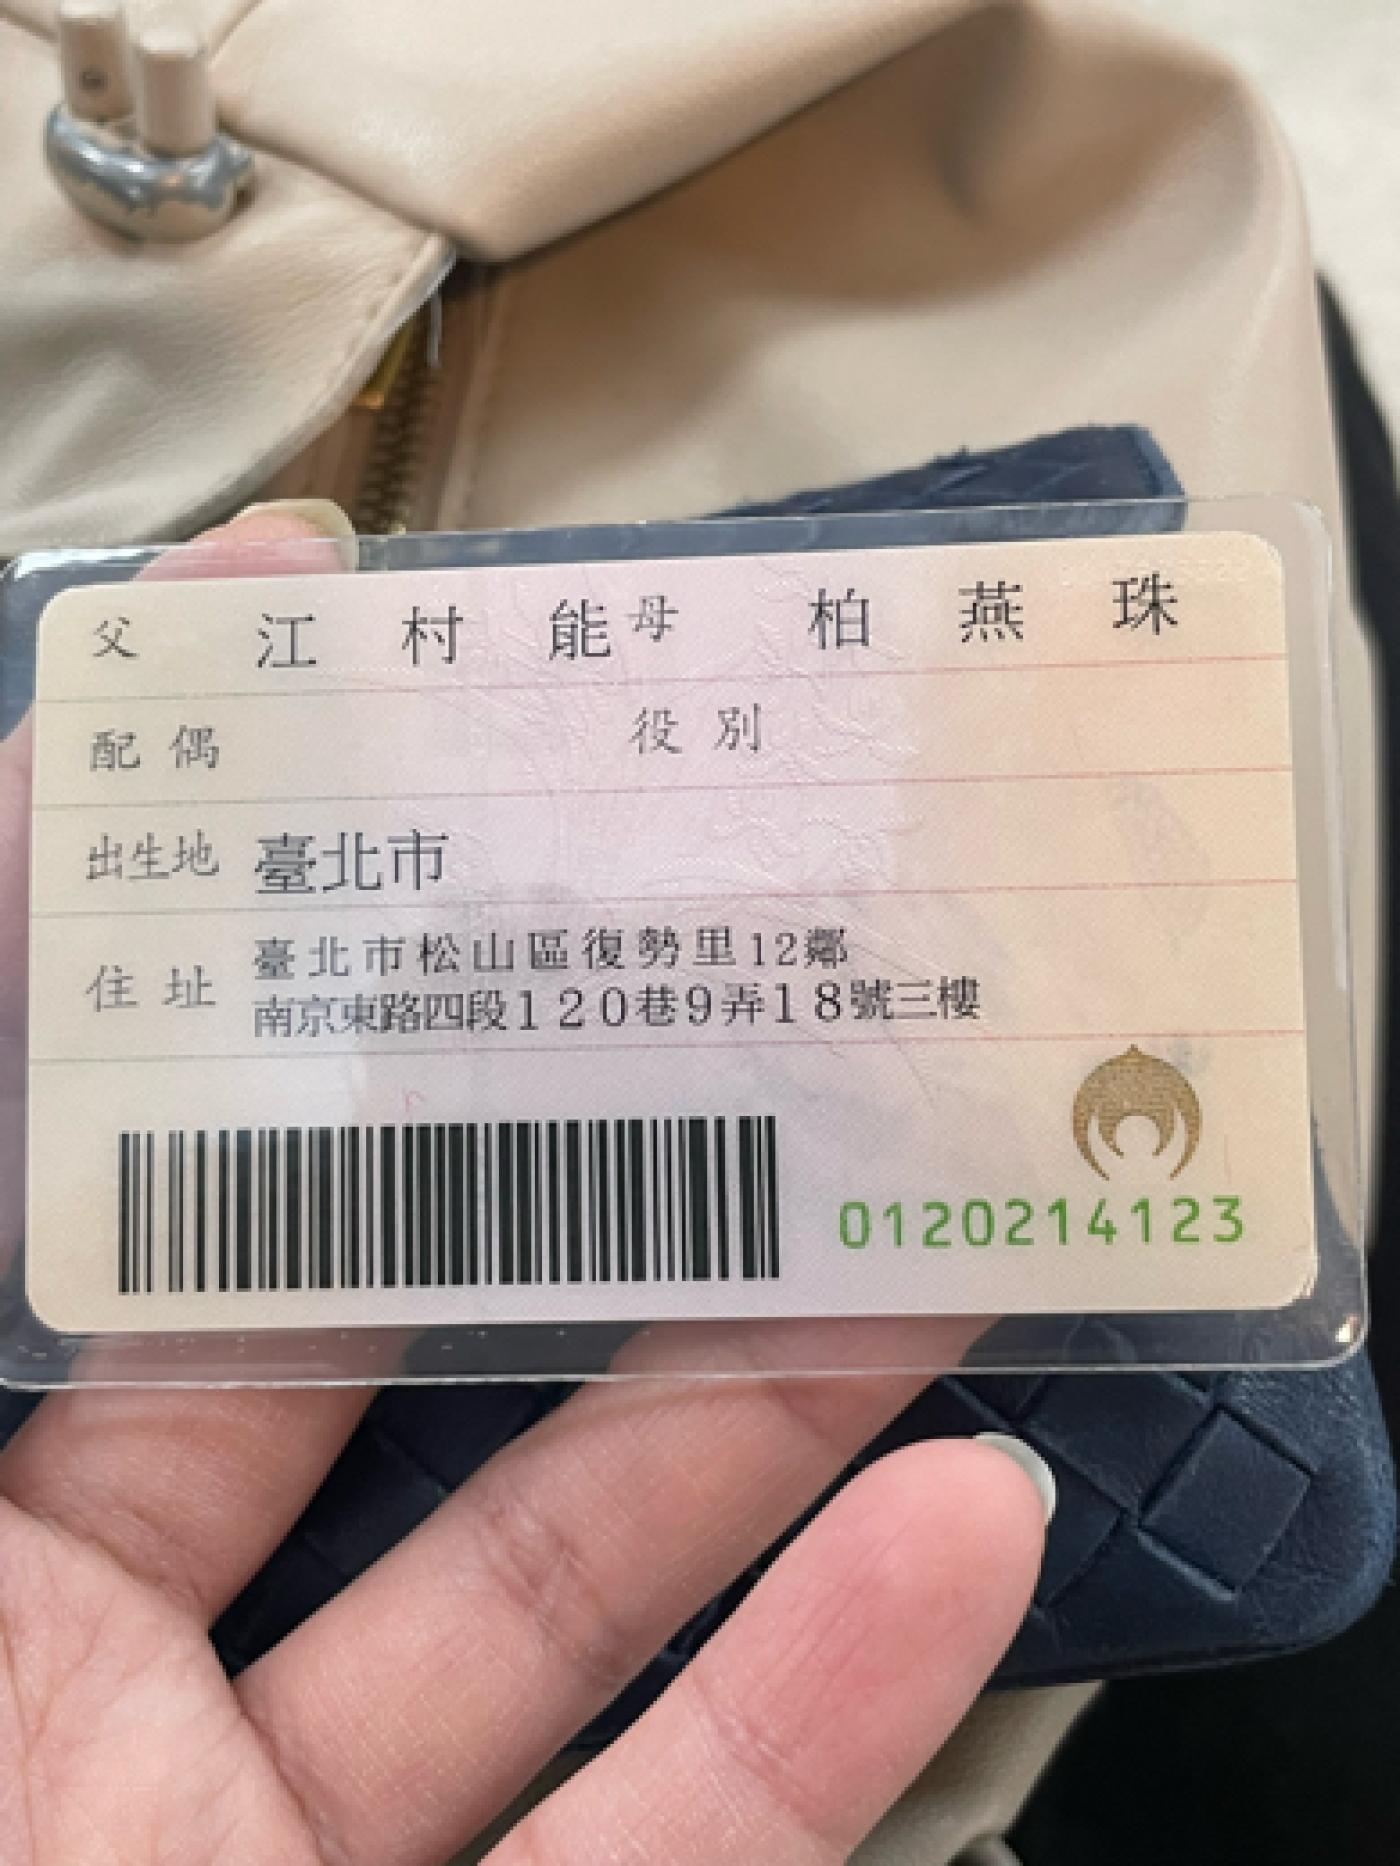 父 江村能 母 柏燕珠
配偶 役別
出生地 臺北市
住址 臺北市松山區復勢里12鄰
南京東路四段120巷9弄18號三樓
0120214123